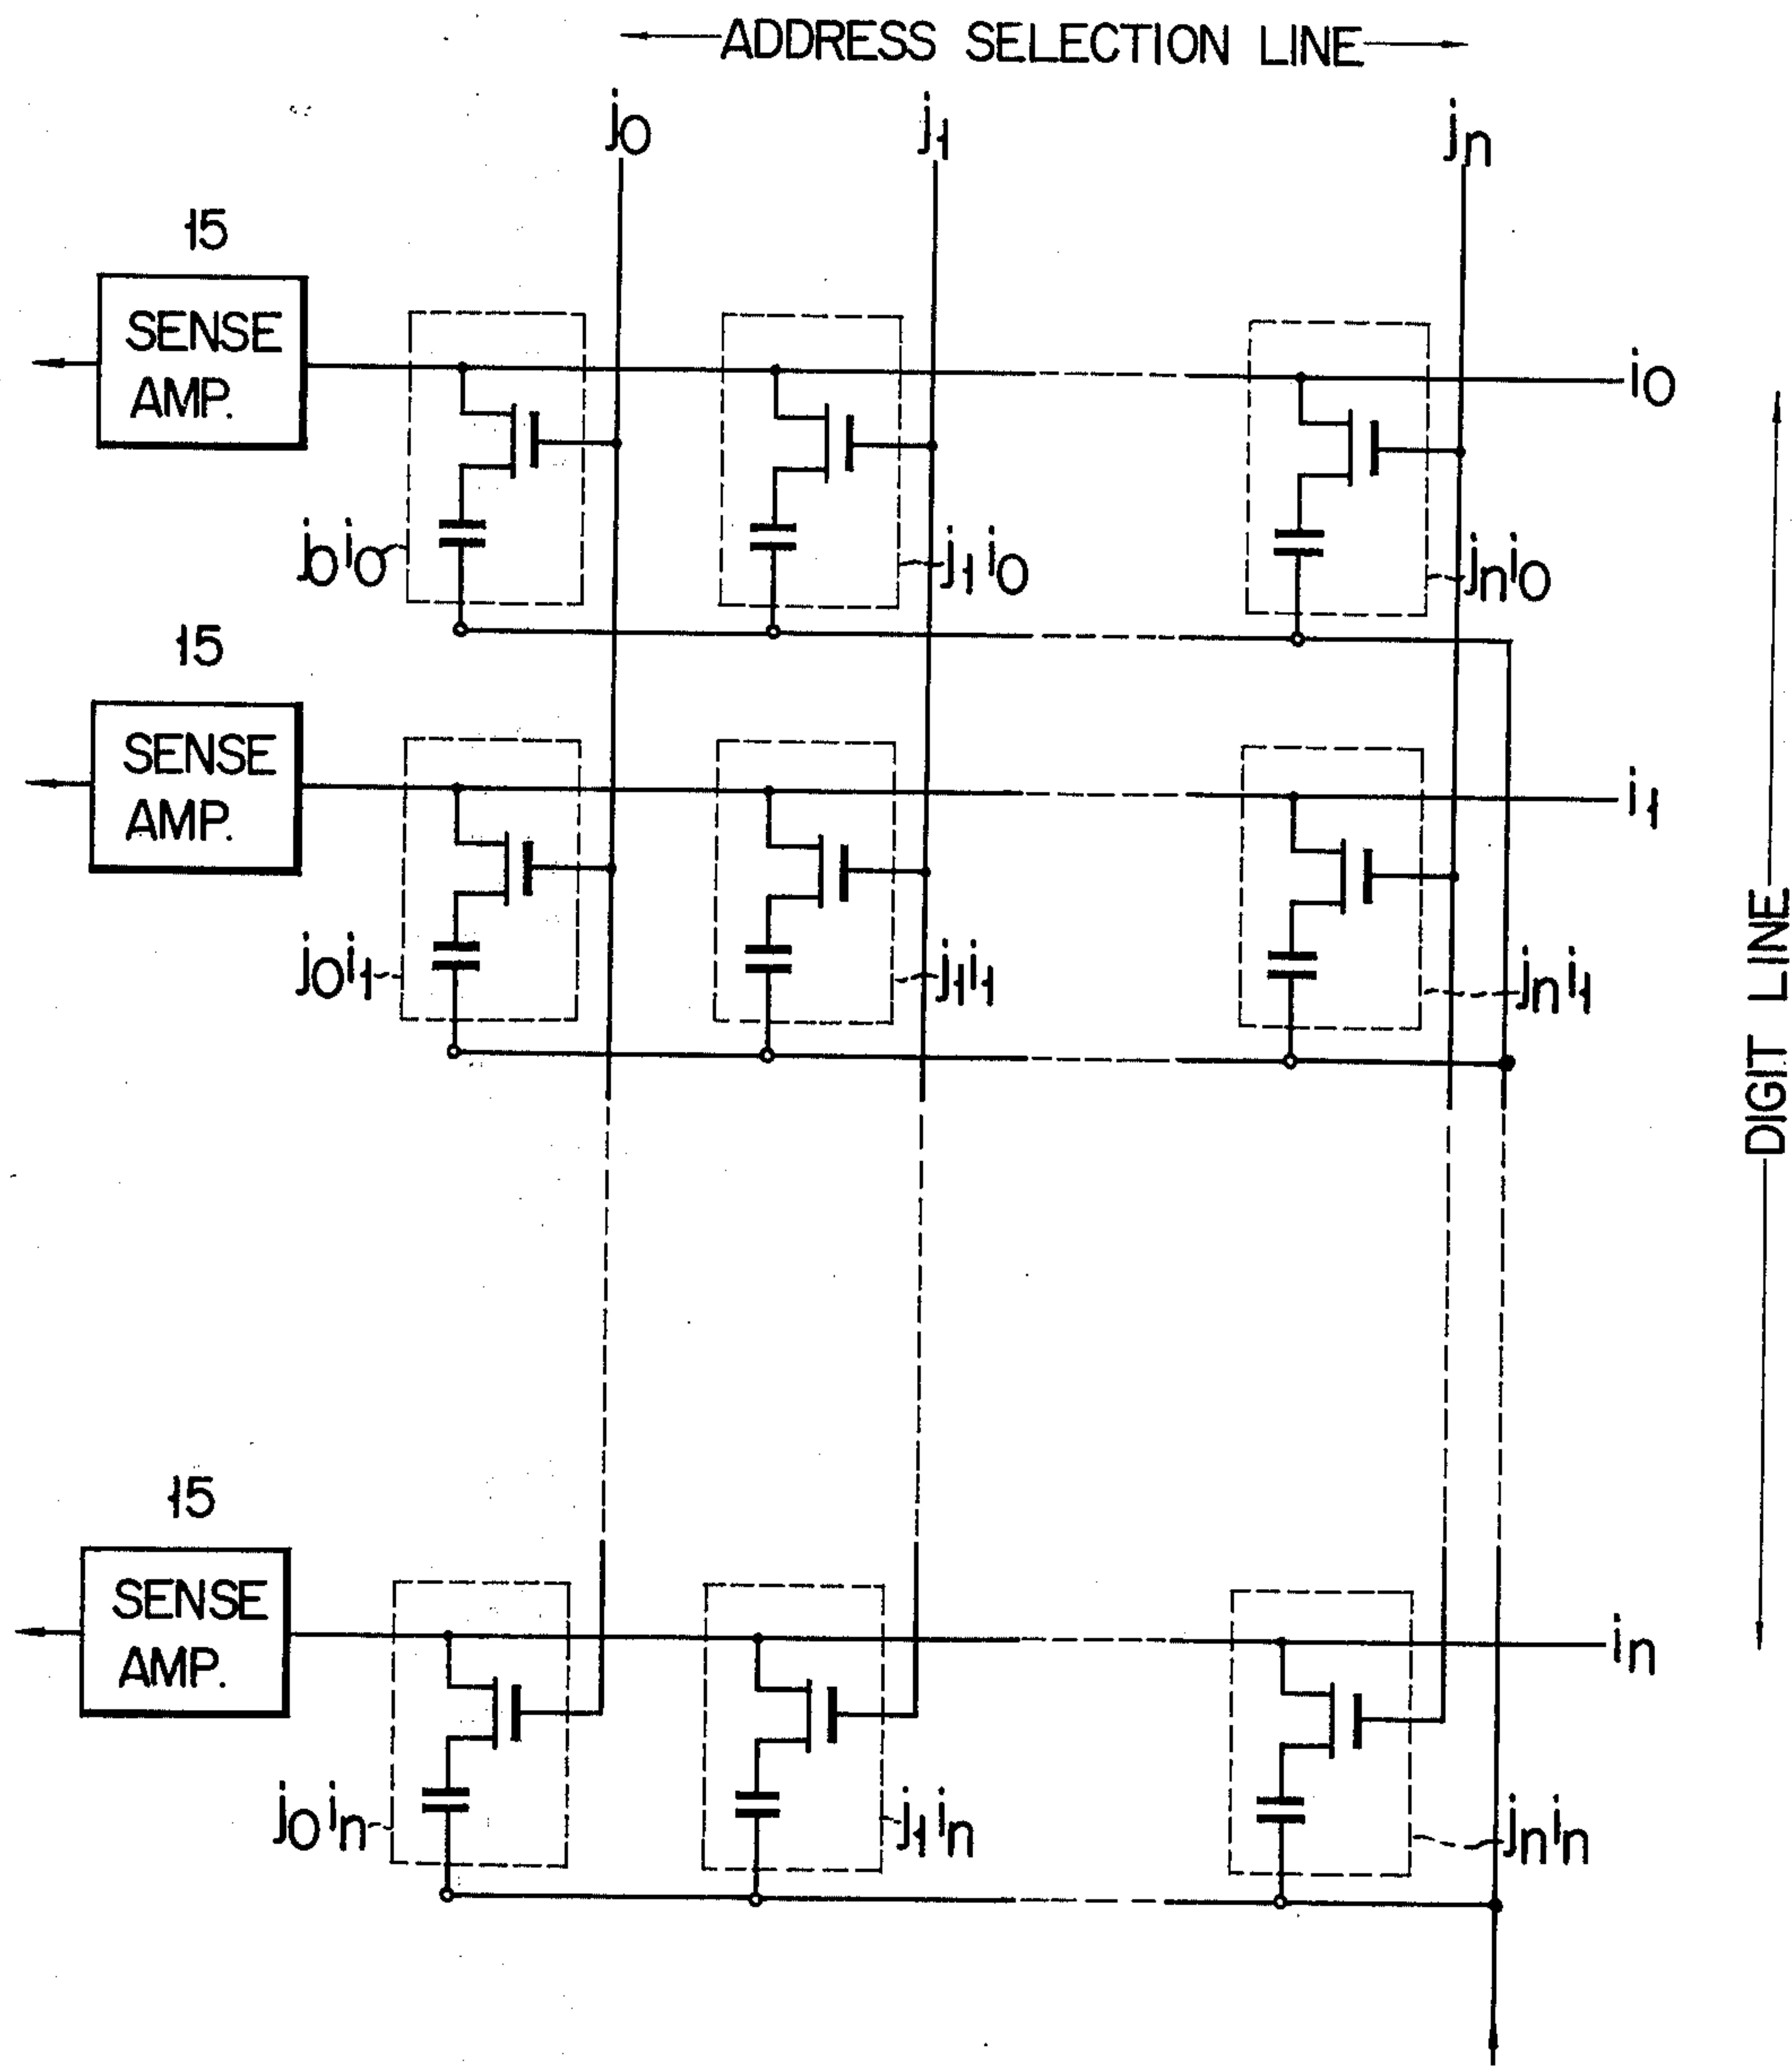 ADDRESS SELECTION LINE
j0 j1 jn
15
SENSE
AMP.
i0
j0i0 j1i0 jni0
15
SENSE
AMP.
i1
j0i1 j1i1 jni1
DIGIT LINE
15
SENSE
AMP.
in
j0in j1in jnin